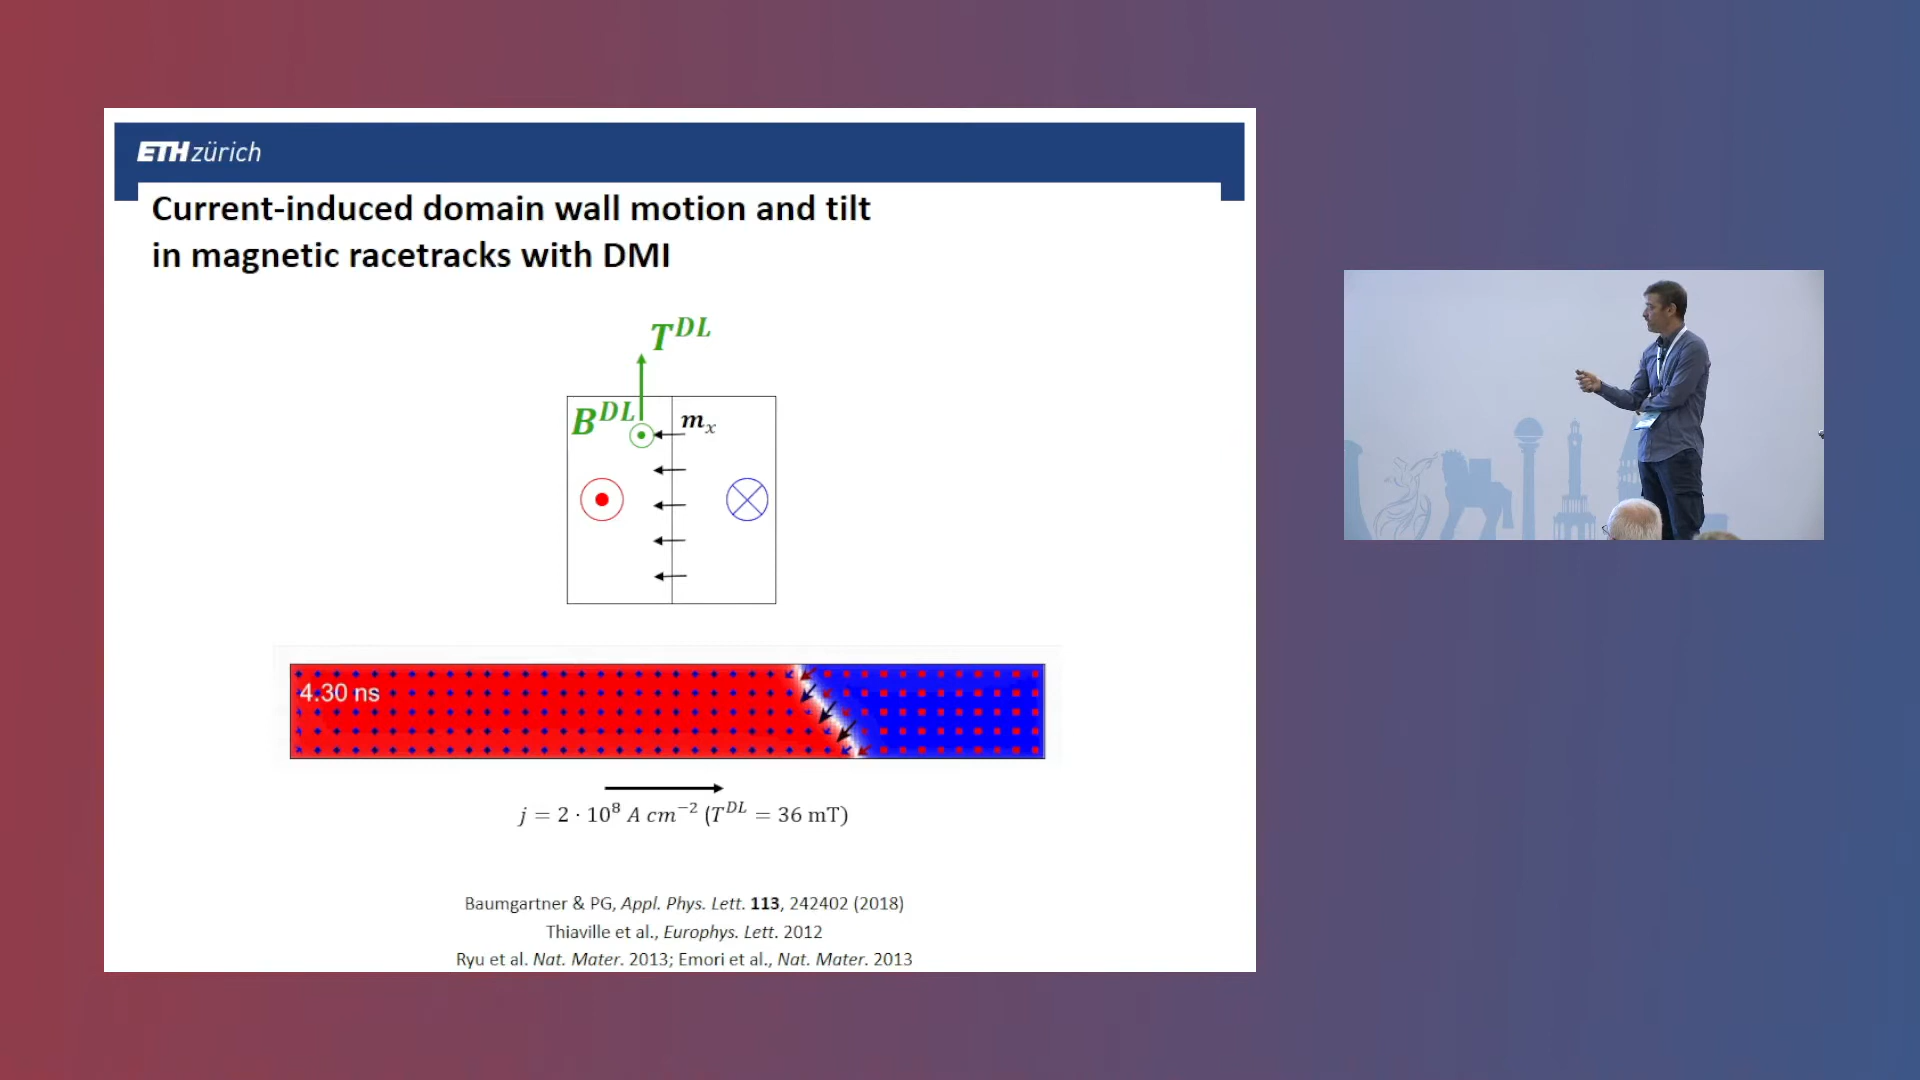 ETH zürich
Current-induced domain wall motion and tilt
in magnetic racetracks with DMI
T^DL
B^DL
m_x
4.30 ns
j = 2 · 10⁸ A cm⁻² (T^DL = 36 mT)
Baumgartner & PG, Appl. Phys. Lett. 113, 242402 (2018)
Thiaville et al., Europhys. Lett. 2012
Ryu et al. Nat. Mater. 2013; Emori et al., Nat. Mater. 2013